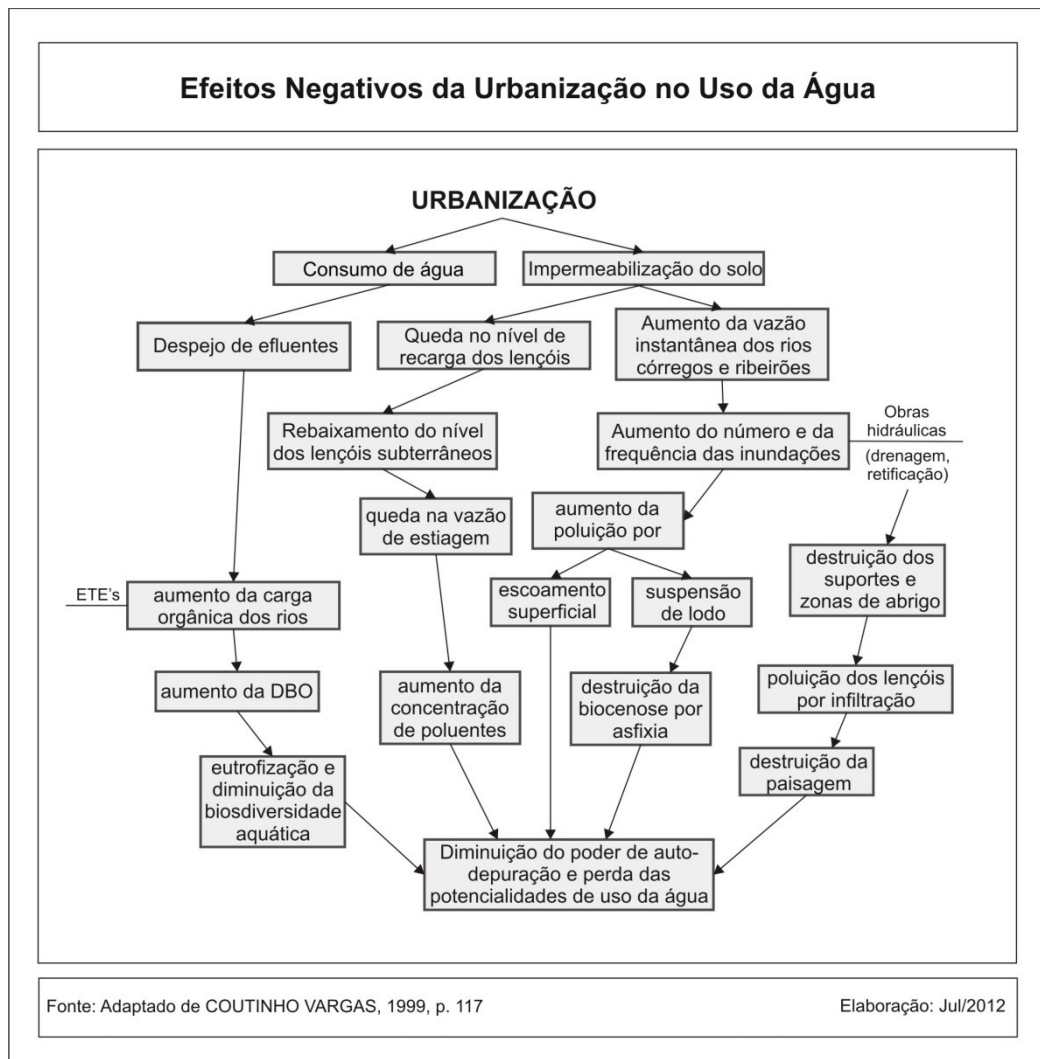 Efeitos Negativos da Urbanização no Uso da Água
URBANIZAÇÃO
Consumo de água
Impermeabilização do solo
Despejo de efluentes
Queda no nível de
recarga dos lençóis
Aumento da vazão
instantânea dos rios
córregos e ribeirões
Rebaixamento do nível
dos lençóis subterrâneos
Aumento do número e da
frequência das inundações
Obras
hidráulicas
(drenagem,
retificação)
queda na vazão
de estiagem
aumento da
poluição por
destruição dos
suportes e
zonas de abrigo
ETE's
aumento da carga
orgânica dos rios
escoamento
superficial
suspensão
de lodo
aumento da DBO
aumento da
concentração
de poluentes
destruição da
biocenose por
asfixia
poluição dos lençóis
por infiltração
eutrofização e
diminuição da
biosdiversidade
aquática
destruição da
paisagem
Diminuição do poder de auto-
depuração e perda das
potencialidades de uso da água
Fonte: Adaptado de COUTINHO VARGAS, 1999, p. 117
Elaboração: Jul/2012